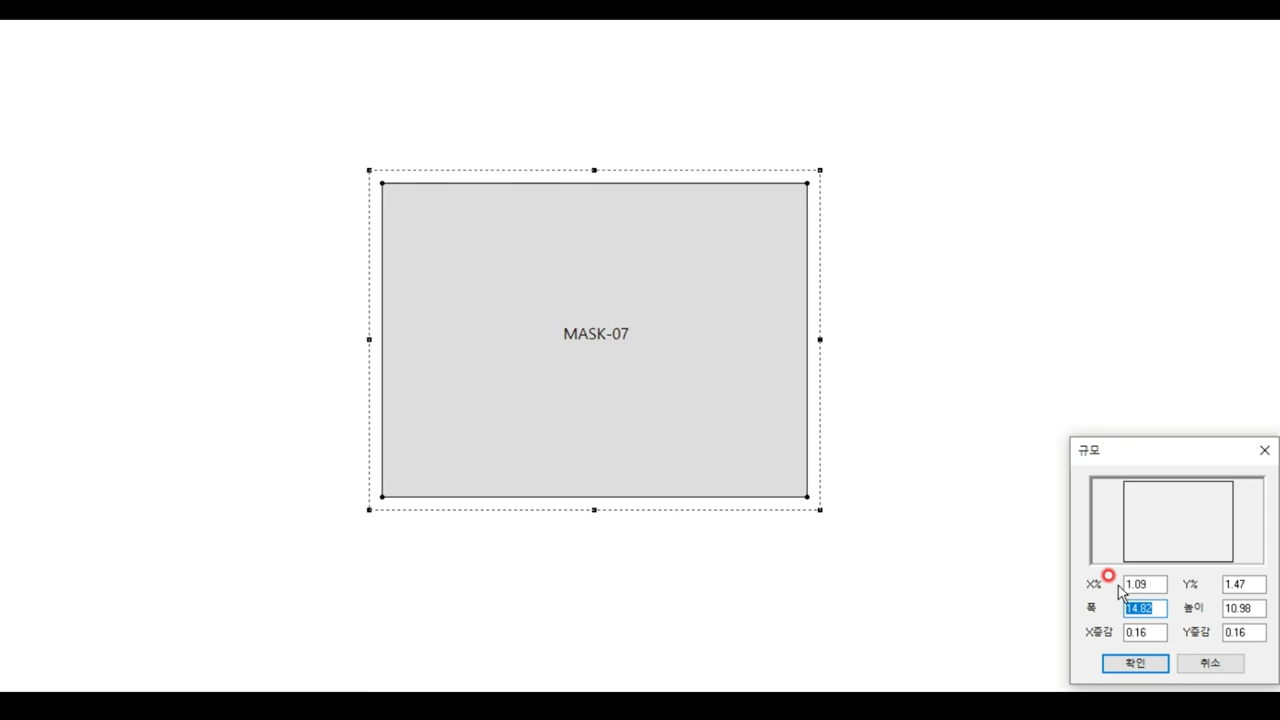 MASK-07
규모
X% 1.09 Y% 1.47
폭 14.82 높이 10.98
X증감 0.16 Y증감 0.16
확인 취소